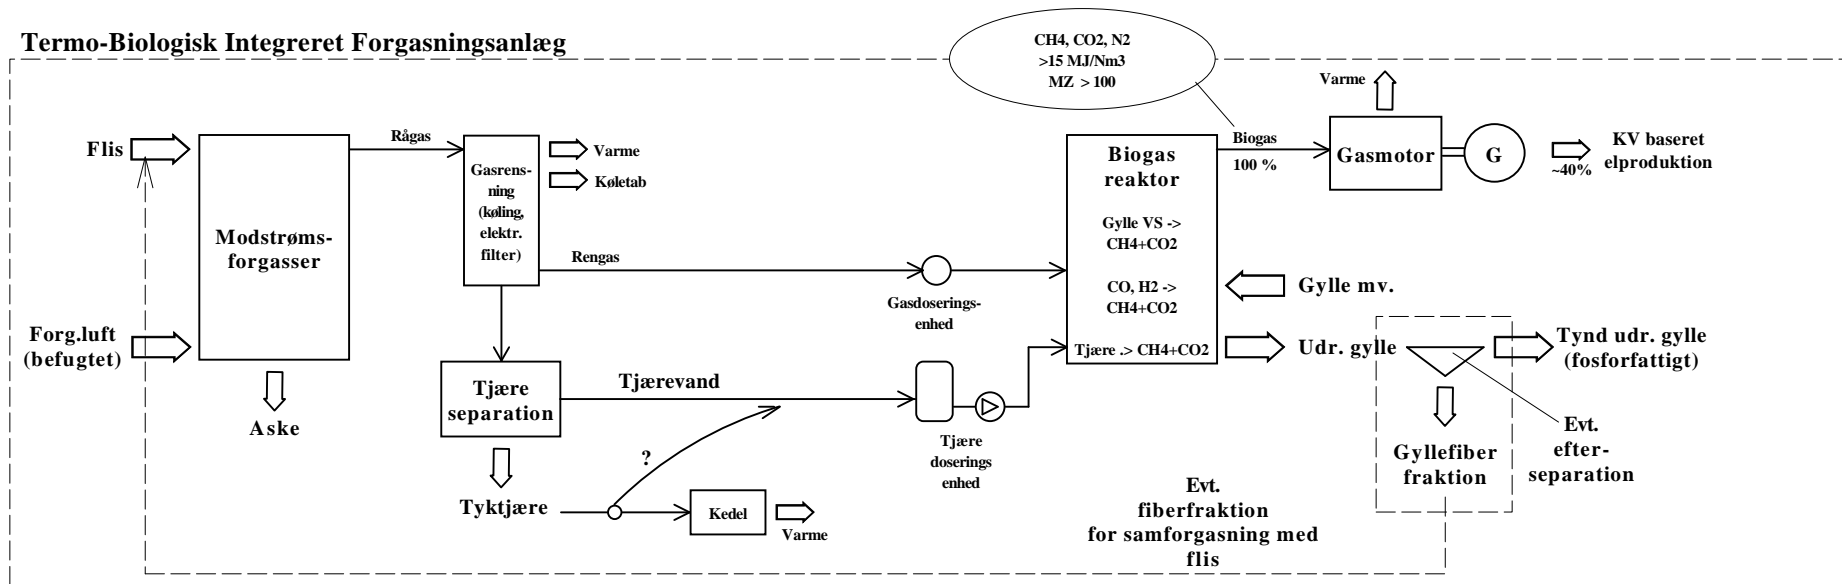 Termo-Biologisk Integreret Forgasningsanlæg
CH4, CO2, N2
>15 MJ/Nm3
MZ > 100
Varme
Flis
Rågas
Gasrens-
ning
(køling,
elektr.
filter)
Varme
Køletab
Biogas
reaktor
Gylle VS ->
CH4+CO2
CO, H2 ->
CH4+CO2
Tjære .> CH4+CO2
Biogas
100 %
Gasmotor
G
~40%
KV baseret
elproduktion
Modstrøms-
forgasser
Rengas
Gasdoserings-
enhed
Gylle mv.
Forg.luft
(befugtet)
Udr. gylle
Tynd udr. gylle
(fosforfattigt)
Tjære
separation
Tjærevand
Aske
Tjære
doserings
enhed
?
Tyktjære
Kedel
Varme
Gyllefiber
fraktion
Evt.
efter-
separation
Evt.
fiberfraktion
for samforgasning med
flis